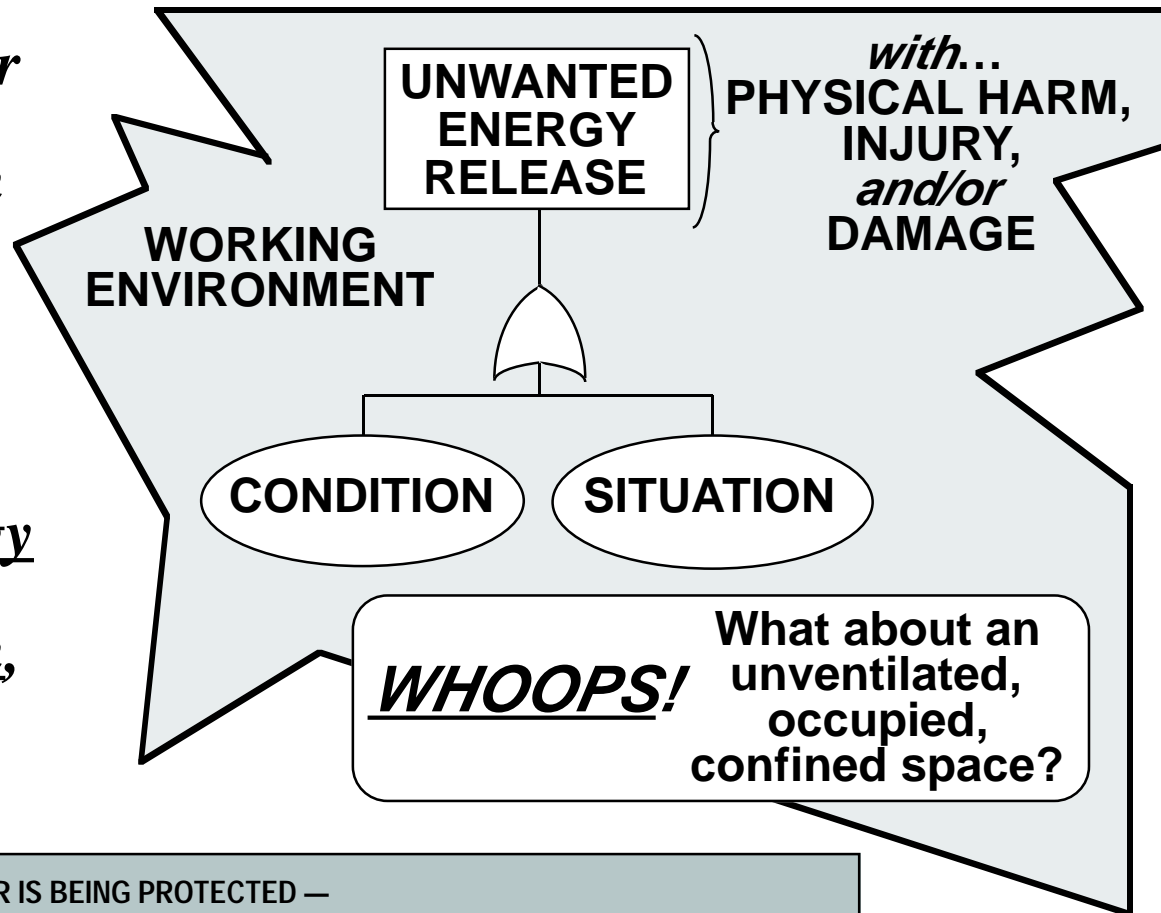 UNWANTED
ENERGY
RELEASE
with...
PHYSICAL HARM,
INJURY,
and/or
DAMAGE
WORKING
ENVIRONMENT
CONDITION
SITUATION
WHOOPS!
What about an
unventilated,
occupied,
confined space?
R IS BEING PROTECTED —